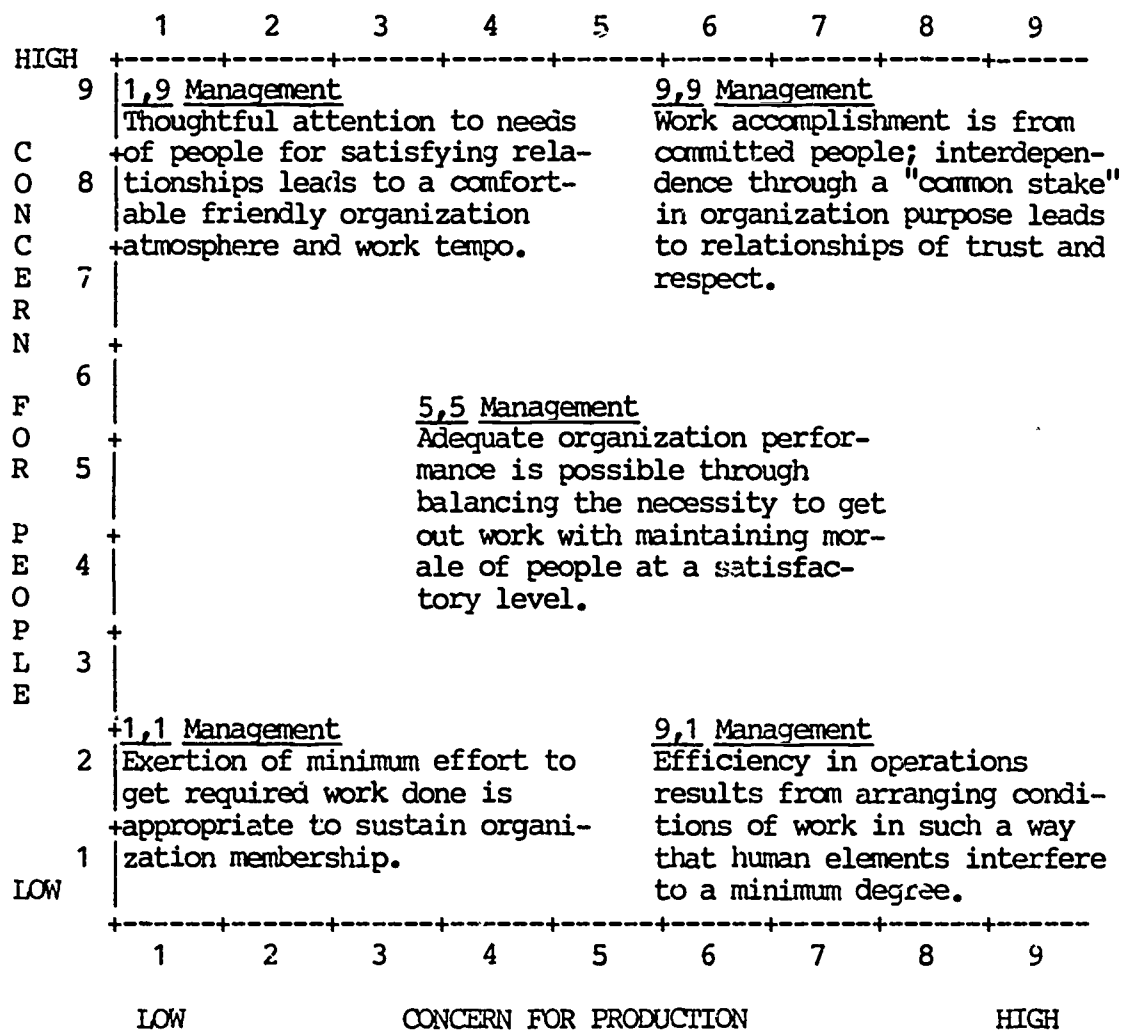 1 2 3 4 5 6 7 8 9
HIGH
9
8
7
6
5
4
3
2
1
LOW
CONCERN FOR PEOPLE
1,9 Management
Thoughtful attention to needs
of people for satisfying rela-
tionships leads to a comfort-
able friendly organization
atmosphere and work tempo.
9,9 Management
Work accomplishment is from
committed people; interdepen-
dence through a "common stake"
in organization purpose leads
to relationships of trust and
respect.
5,5 Management
Adequate organization perfor-
mance is possible through
balancing the necessity to get
out work with maintaining mor-
ale of people at a satisfac-
tory level.
1,1 Management
Exertion of minimum effort to
get required work done is
appropriate to sustain organi-
zation membership.
9,1 Management
Efficiency in operations
results from arranging condi-
tions of work in such a way
that human elements interfere
to a minimum degree.
1 2 3 4 5 6 7 8 9
LOW CONCERN FOR PRODUCTION HIGH